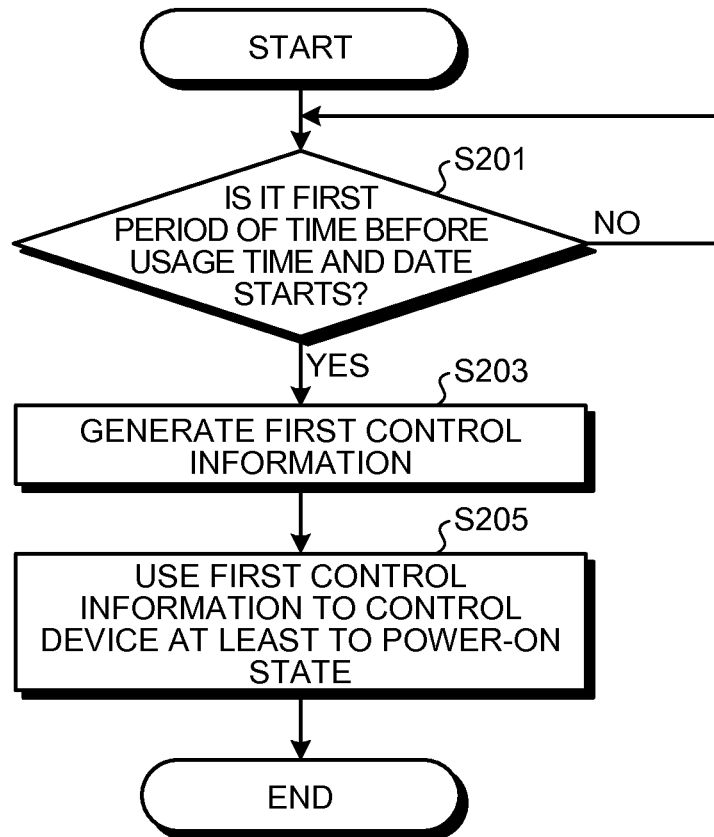 START
S201
IS IT FIRST
PERIOD OF TIME BEFORE
USAGE TIME AND DATE
STARTS?
NO
YES
S203
GENERATE FIRST CONTROL
INFORMATION
S205
USE FIRST CONTROL
INFORMATION TO CONTROL
DEVICE AT LEAST TO POWER-ON
STATE
END